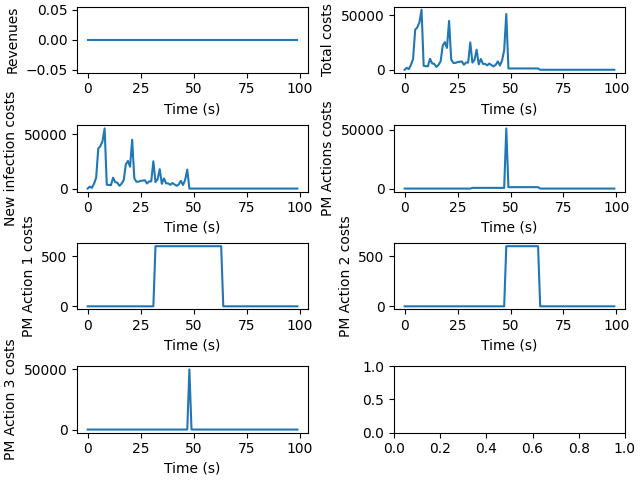 Revenues
0.05
0.00
−0.05
0 25 50 75 100
Time (s)
Total costs
50000
0
0 25 50 75 100
Time (s)
New infection costs
50000
0
0 25 50 75 100
Time (s)
PM Actions costs
50000
0
0 25 50 75 100
Time (s)
PM Action 1 costs
500
0
0 25 50 75 100
Time (s)
PM Action 2 costs
500
0
0 25 50 75 100
Time (s)
PM Action 3 costs
50000
0
0 25 50 75 100
Time (s)
1.0
0.5
0.0
0.0 0.2 0.4 0.6 0.8 1.0